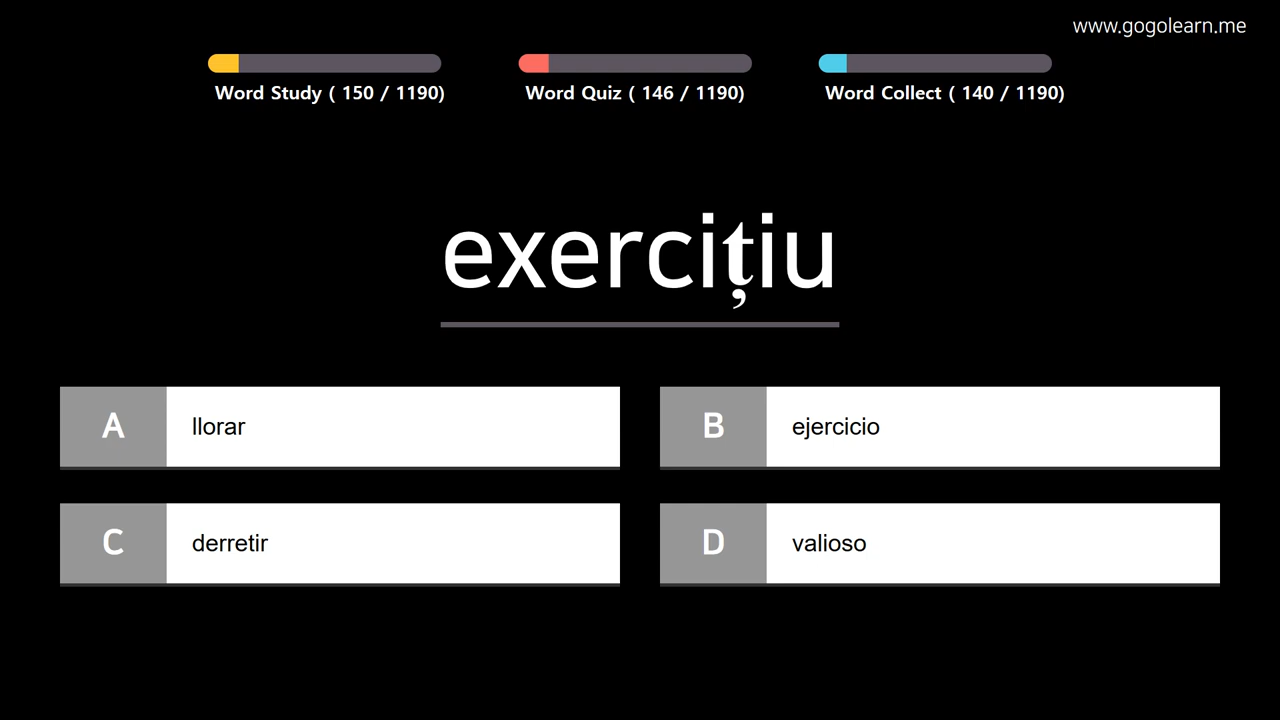 www.gogolearn.me
Word Study ( 150 / 1190)
Word Quiz ( 146 / 1190)
Word Collect ( 140 / 1190)
exercițiu
A llorar
B ejercicio
C derretir
D valioso